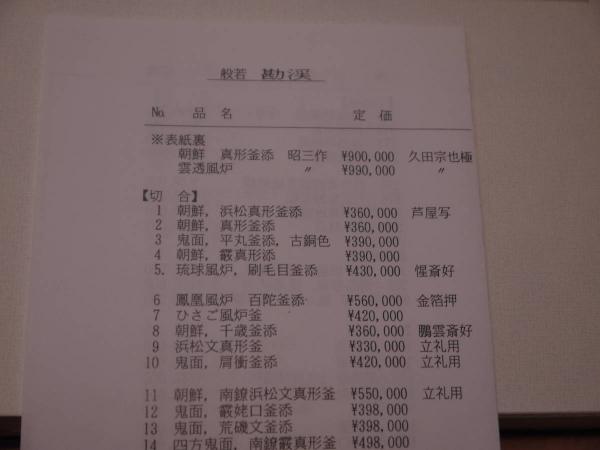 般若 勘渓
No. 品 名 定 価
※表紙裏
朝鮮 真形釜添 昭三作 ¥900,000 久田宗也極
雲透風炉 〃 ¥990,000 〃
【切 合】
1 朝鮮, 浜松真形釜添 ¥360,000 芦屋写
2 朝鮮, 真形釜添 ¥360,000
3 鬼面, 平丸釜添, 古銅色 ¥390,000
4 朝鮮, 霰真形添 ¥390,000
5. 琉球風炉, 刷毛目釜添 ¥430,000 惺斎好
6 鳳凰風炉 百陀釜添 ¥560,000 金箔押
7 ひさご風炉釜 ¥420,000
8 朝鮮, 千歳釜添 ¥360,000 鵬雲斎好
9 浜松文真形釜 ¥330,000 立礼用
10 鬼面, 肩衝釜添 ¥420,000 立礼用
11 朝鮮, 南鐐浜松文真形釜 ¥550,000 立礼用
12 鬼面, 霰姥口釜添 ¥398,000
13 鬼面, 荒磯文釜添 ¥398,000
14 四方鬼面, 南鐐霰真形釜 ¥498,000